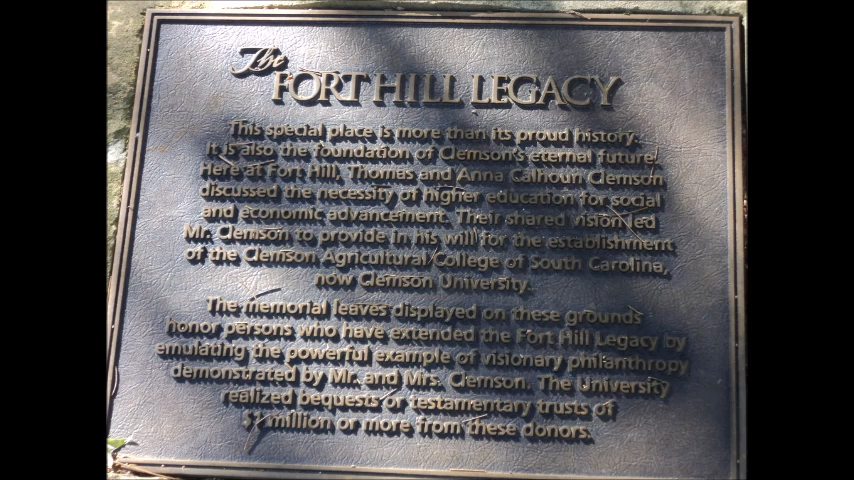 The
FORT HILL LEGACY
This special place is more than its proud history.
It is also the foundation of Clemson's eternal future.
Here at Fort Hill, Thomas and Anna Calhoun Clemson
discussed the necessity of higher education for social
and economic advancement. Their shared vision led
Mr. Clemson to provide in his will for the establishment
of the Clemson Agricultural College of South Carolina,
now Clemson University.
The memorial leaves displayed on these grounds
honor persons who have extended the Fort Hill Legacy by
emulating the powerful example of visionary philanthropy
demonstrated by Mr. and Mrs. Clemson. The University
realized bequests or testamentary trusts of
$1 million or more from these donors.